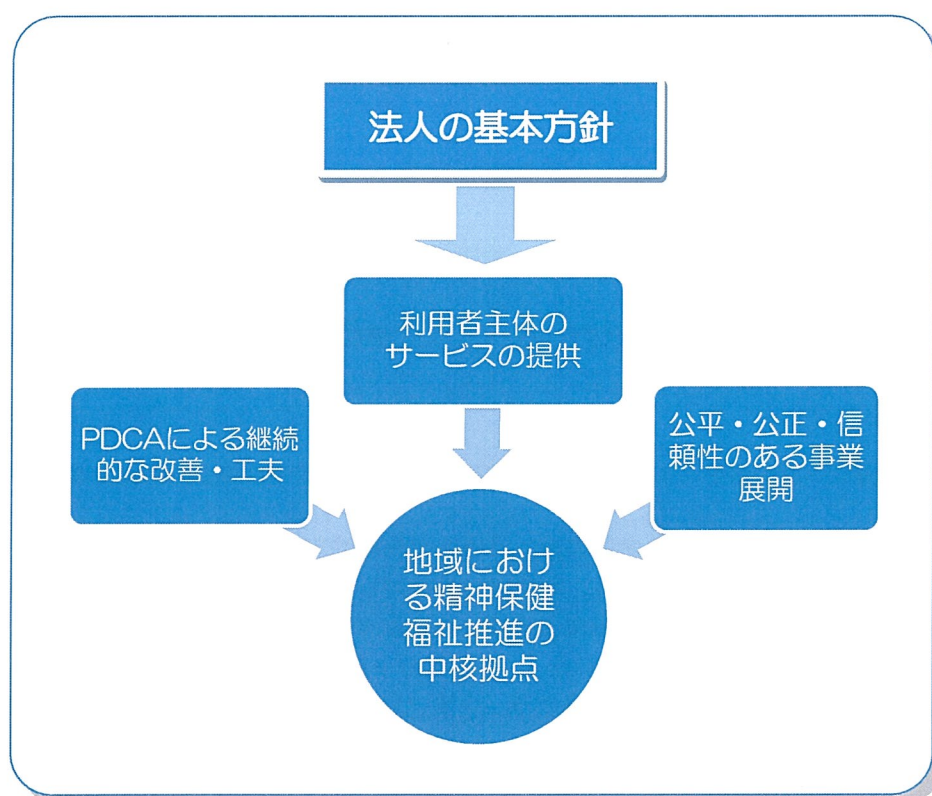 法人の基本方針
利用者主体の
サービスの提供
PDCAによる継続
的な改善・工夫
公平・公正・信
頼性のある事業
展開
地域におけ
る精神保健
福祉推進の
中核拠点